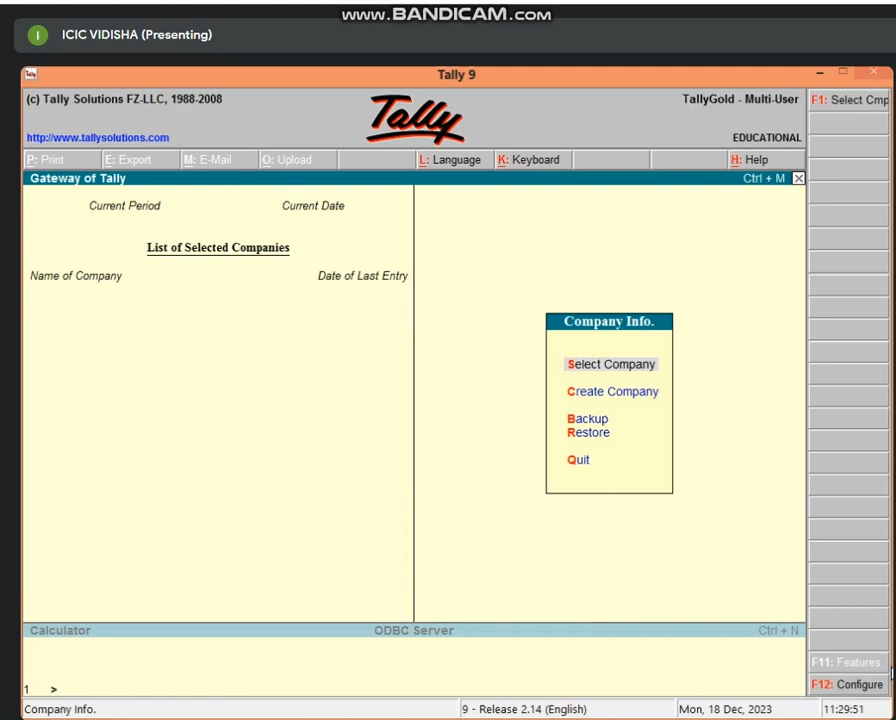 WWW.BANDICAM.COM
I ICIC VIDISHA (Presenting)
Tally Tally 9
(c) Tally Solutions FZ-LLC, 1988-2008
Tally
TallyGold - Multi-User
http://www.tallysolutions.com
EDUCATIONAL
F1: Select Cmp
P: Print E: Export M: E-Mail O: Upload L: Language K: Keyboard H: Help
Gateway of Tally Ctrl + M
Current Period Current Date
List of Selected Companies
Name of Company Date of Last Entry
Company Info.
Select Company
Create Company
Backup
Restore
Quit
Calculator ODBC Server Ctrl + N
1 >
F11: Features
F12: Configure
Company Info. 9 - Release 2.14 (English) Mon, 18 Dec, 2023 11:29:51